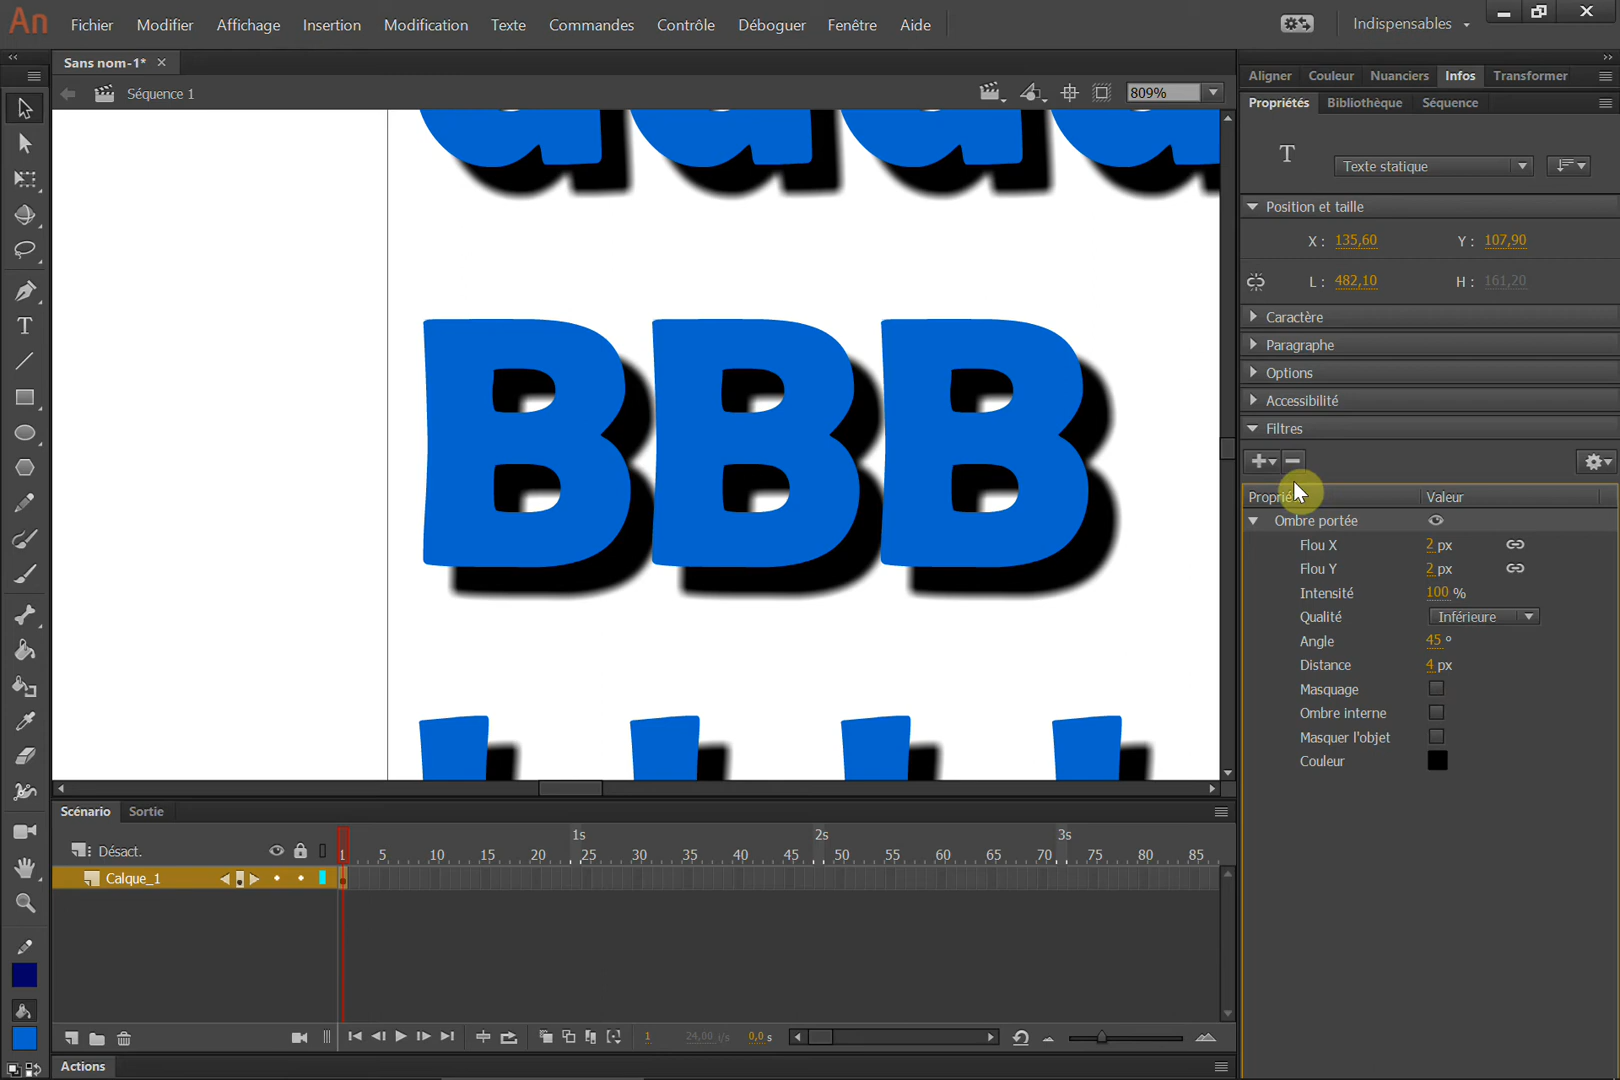 An Fichier Modifier Affichage Insertion Modification Texte Commandes Contrôle Déboguer Fenêtre Aide Indispensables
Sans nom-1*
Séquence 1
809%
BBB
Aligner Couleur Nuanciers Infos Transformer
Propriétés Bibliothèque Séquence
T Texte statique
Position et taille
X : 135,60 Y : 107,90
L : 482,10 H : 161,20
Caractère
Paragraphe
Options
Accessibilité
Filtres
Valeur
Ombre portée
Flou X 2 px
Flou Y 2 px
Intensité 100 %
Qualité Inférieure
Angle 45 °
Distance 4 px
Masquage
Ombre interne
Masquer l'objet
Couleur
Scénario Sortie
1s 2s 3s
Désact. 1 5 10 15 20 25 30 35 40 45 50 55 60 65 70 75 80 85
Calque_1
1 24,00 i/s 0,0 s
Actions